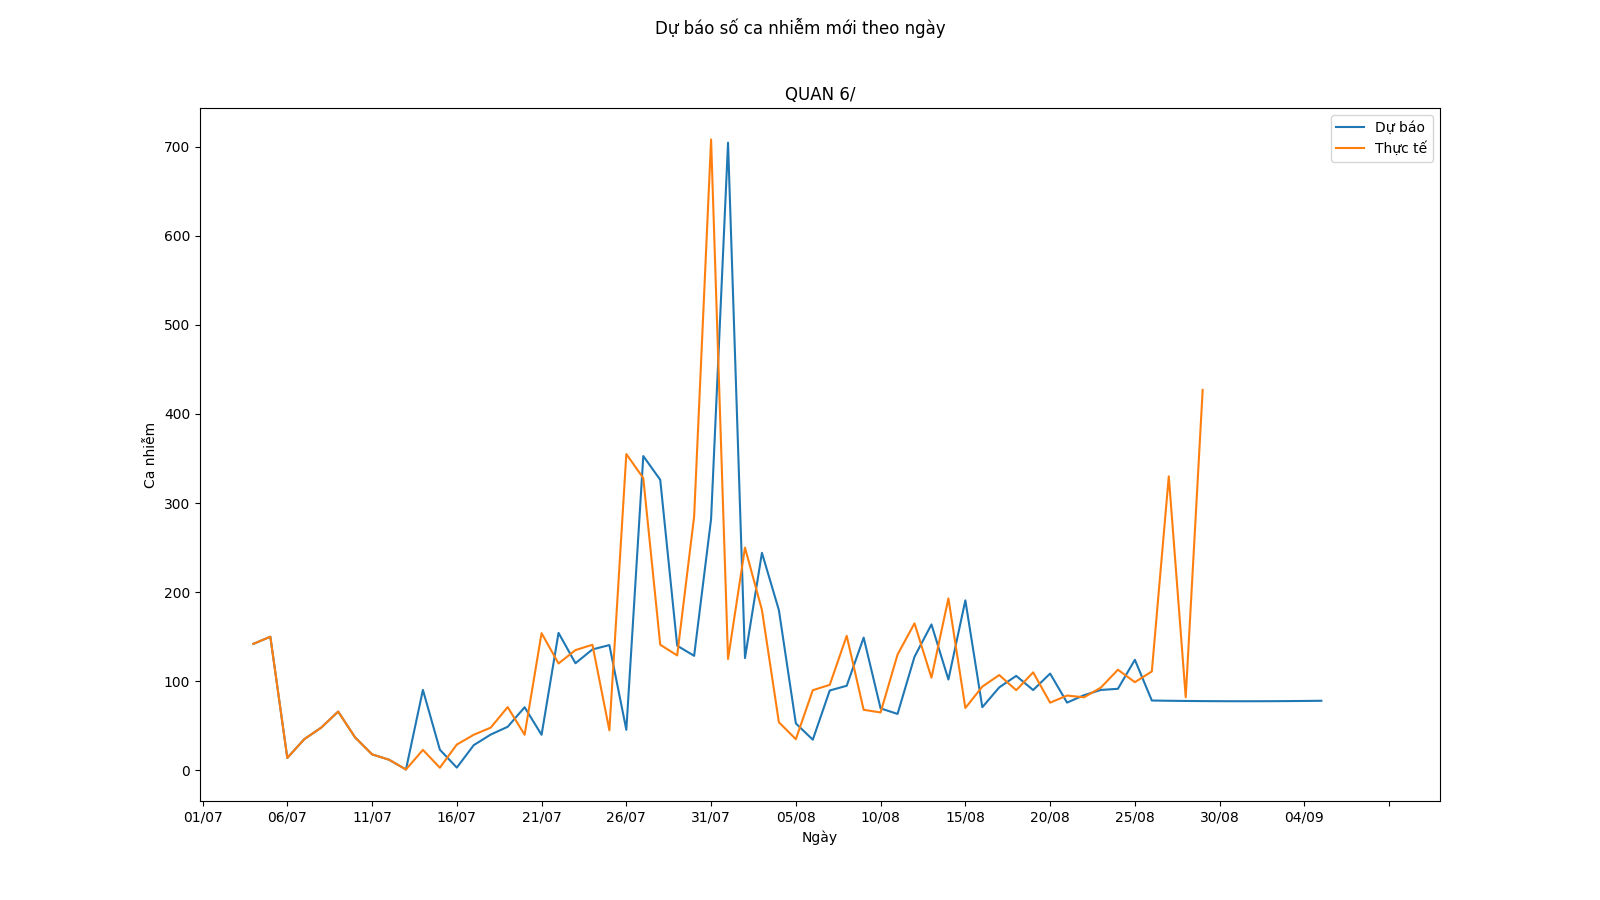 Dự báo số ca nhiễm mới theo ngày
QUAN 6/
Dự báo
Thực tế
700
600
500
400
300
200
100
0
Ca nhiễm
01/07 06/07 11/07 16/07 21/07 26/07 31/07 05/08 10/08 15/08 20/08 25/08 30/08 04/09
Ngày